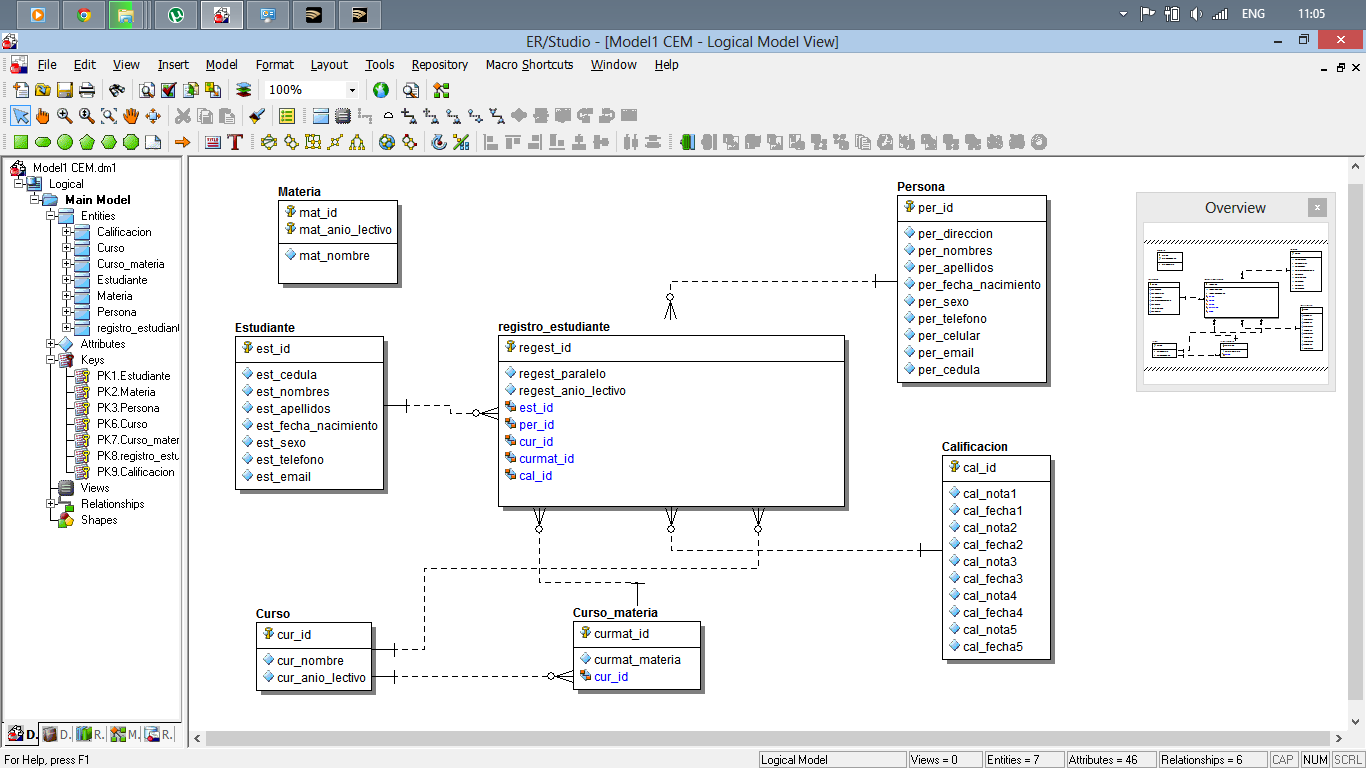 ENG
11:05
ER/Studio - [Model1 CEM - Logical Model View]
File Edit View Insert Model Format Layout Tools Repository Macro Shortcuts Window Help
100%
Model1 CEM.dm1
Logical
Main Model
Entities
Calificacion
Curso
Curso_materia
Estudiante
Materia
Persona
registro_estudiant
Attributes
Keys
PK1.Estudiante
PK2.Materia
PK3.Persona
PK6.Curso
PK7.Curso_mater
PK8.registro_estu
PK9.Calificacion
Views
Relationships
Shapes
D. D. R. M. R.
Materia
mat_id
mat_anio_lectivo
mat_nombre
Persona
per_id
per_direccion
per_nombres
per_apellidos
per_fecha_nacimiento
per_sexo
per_telefono
per_celular
per_email
per_cedula
Overview
Estudiante
est_id
est_cedula
est_nombres
est_apellidos
est_fecha_nacimiento
est_sexo
est_telefono
est_email
registro_estudiante
regest_id
regest_paralelo
regest_anio_lectivo
est_id
per_id
cur_id
curmat_id
cal_id
Calificacion
cal_id
cal_nota1
cal_fecha1
cal_nota2
cal_fecha2
cal_nota3
cal_fecha3
cal_nota4
cal_fecha4
cal_nota5
cal_fecha5
Curso
cur_id
cur_nombre
cur_anio_lectivo
Curso_materia
curmat_id
curmat_materia
cur_id
For Help, press F1
Logical Model
Views = 0
Entities = 7
Attributes = 46
Relationships = 6
CAP
NUM
SCRL